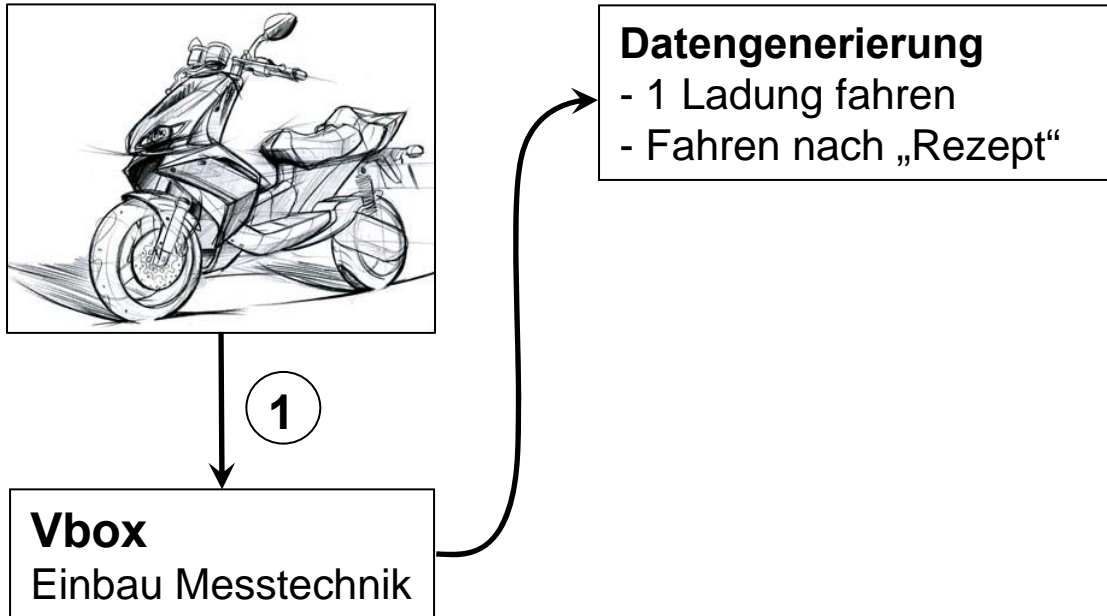 1
Vbox
Einbau Messtechnik
Datengenerierung
- 1 Ladung fahren
- Fahren nach „Rezept“